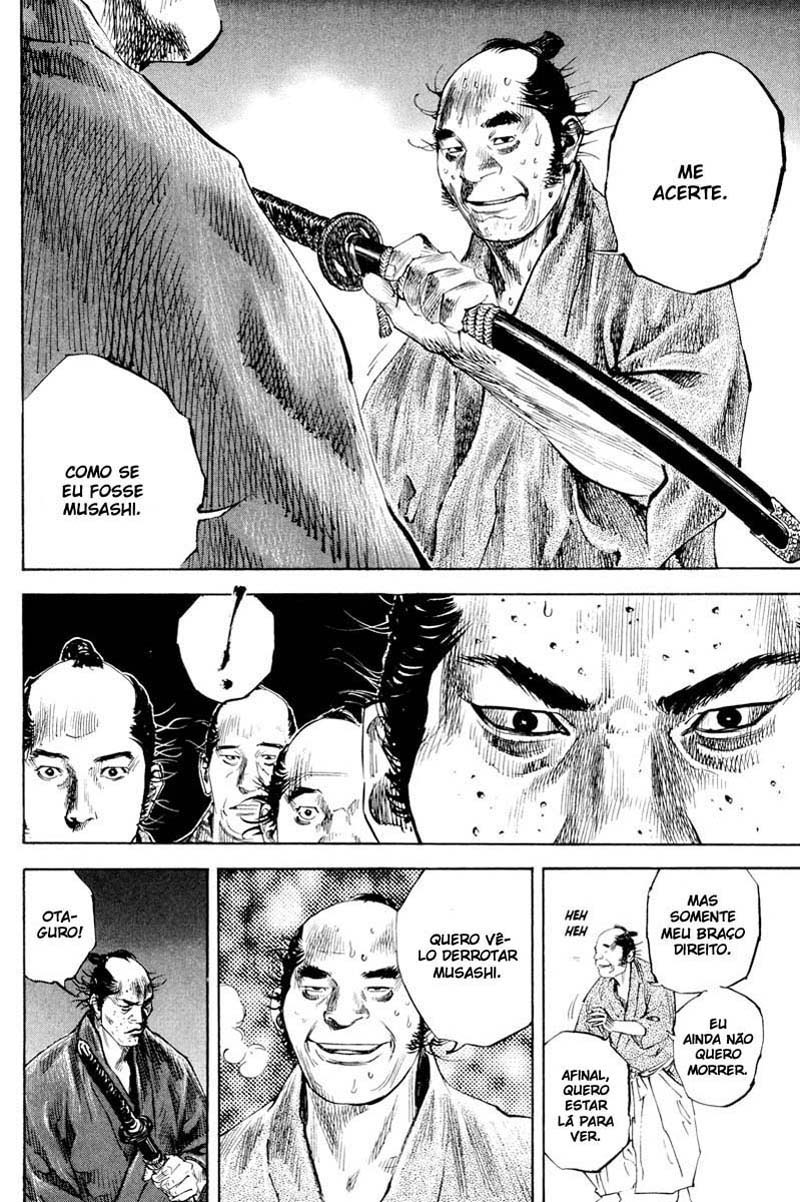 ME
ACERTE.
COMO SE
EU FOSSE
MUSASHI.
!
MAS
SOMENTE
MEU BRAÇO
DIREITO.
HEH
HEH
EU
AINDA NÃO
QUERO
MORRER.
AFINAL,
QUERO
ESTAR
LÁ PARA
VER.
QUERO VÊ-
LO DERROTAR
MUSASHI.
OTA-
GURO!